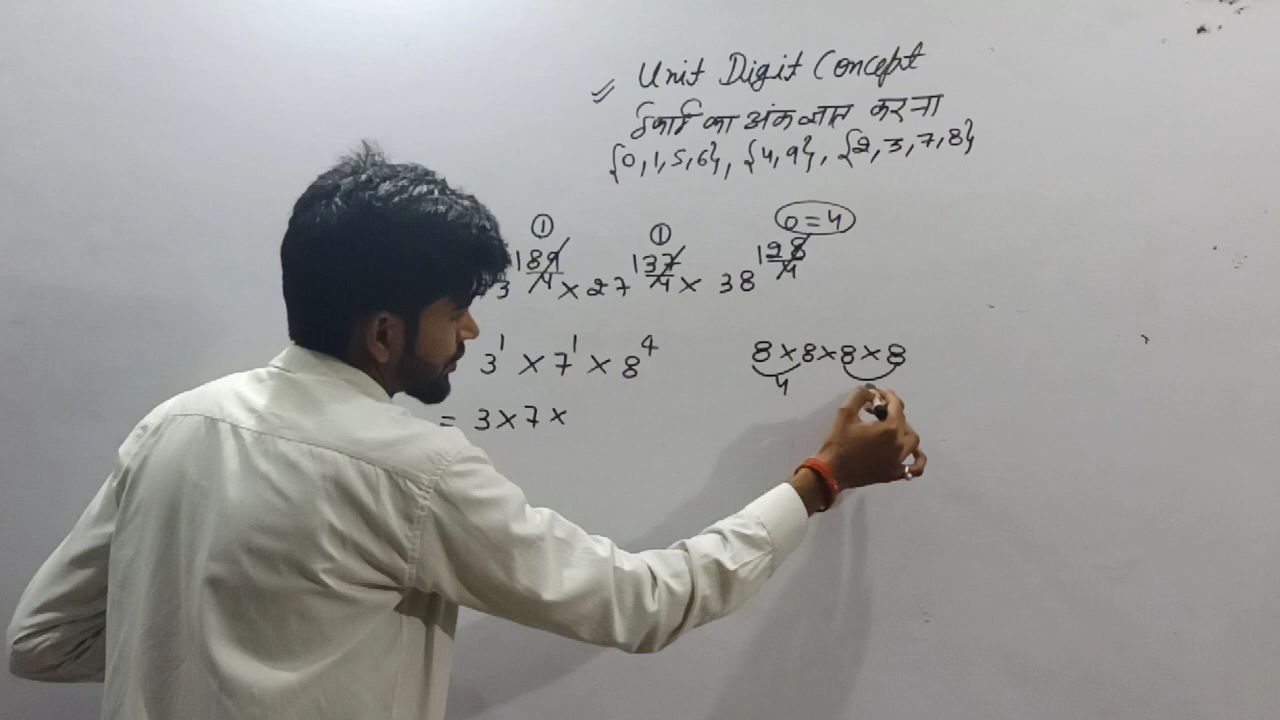 Unit Digit Concept
इकाई का अंक ज्ञात करना
{0,1,5,6}, {4,9}, {2,3,7,8}
① ① 0=4
3^189/4 × 27^137/4 × 38^128/4
3^1 × 7^1 × 8^4
8×8×8×8
4
= 3×7×